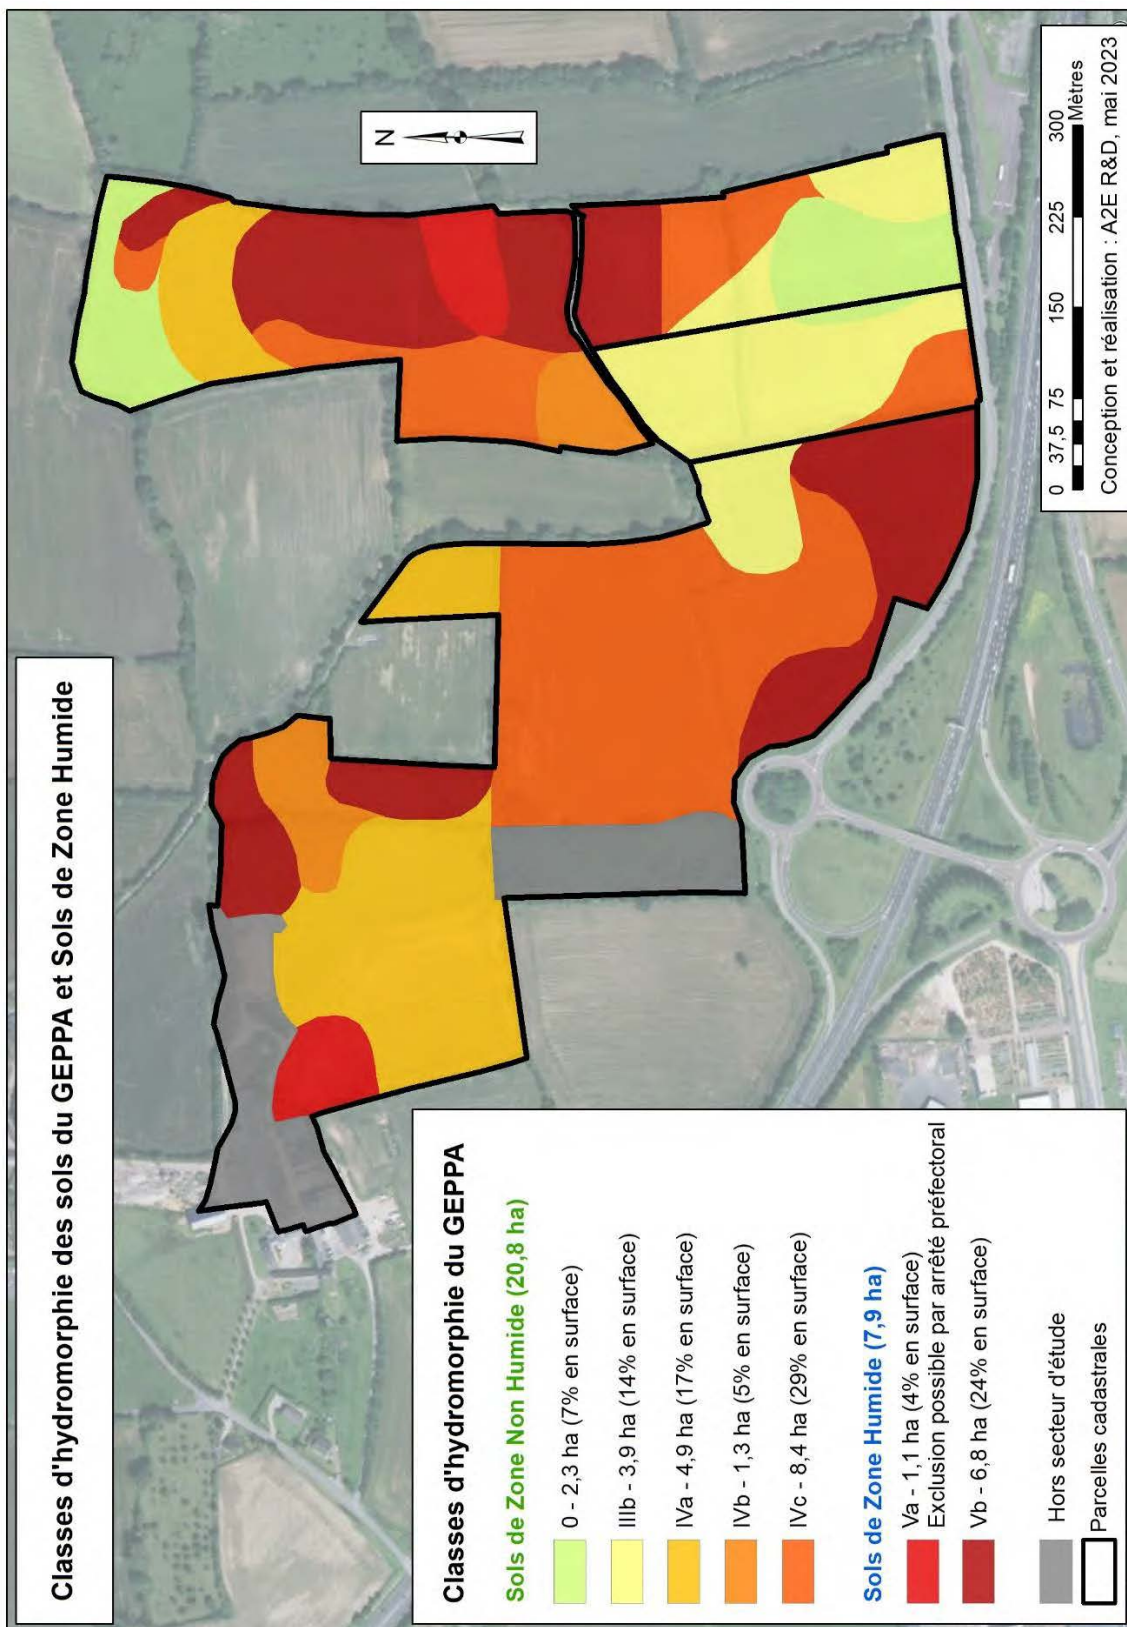 Classes d'hydromorphie des sols du GEPPA et Sols de Zone Humide
N
Classes d'hydromorphie du GEPPA
Sols de Zone Non Humide (20,8 ha)
0 - 2,3 ha (7% en surface)
IIIb - 3,9 ha (14% en surface)
IVa - 4,9 ha (17% en surface)
IVb - 1,3 ha (5% en surface)
IVc - 8,4 ha (29% en surface)
Sols de Zone Humide (7,9 ha)
Va - 1,1 ha (4% en surface)
Exclusion possible par arrêté préfectoral
Vb - 6,8 ha (24% en surface)
Hors secteur d'étude
Parcelles cadastrales
0 37,5 75 150 225 300
Mètres
Conception et réalisation : A2E R&D, mai 2023